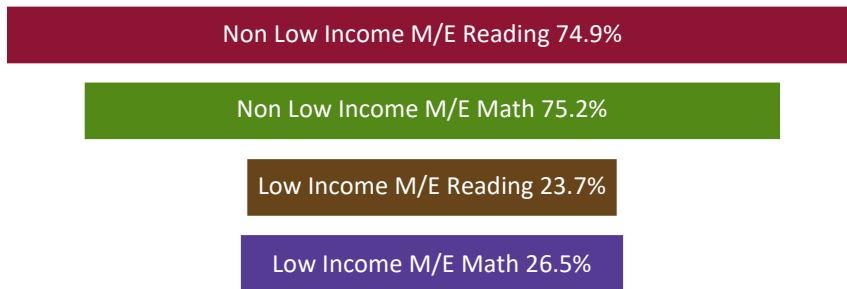 Non Low Income M/E Reading 74.9%
Non Low Income M/E Math 75.2%
Low Income M/E Reading 23.7%
Low Income M/E Math 26.5%